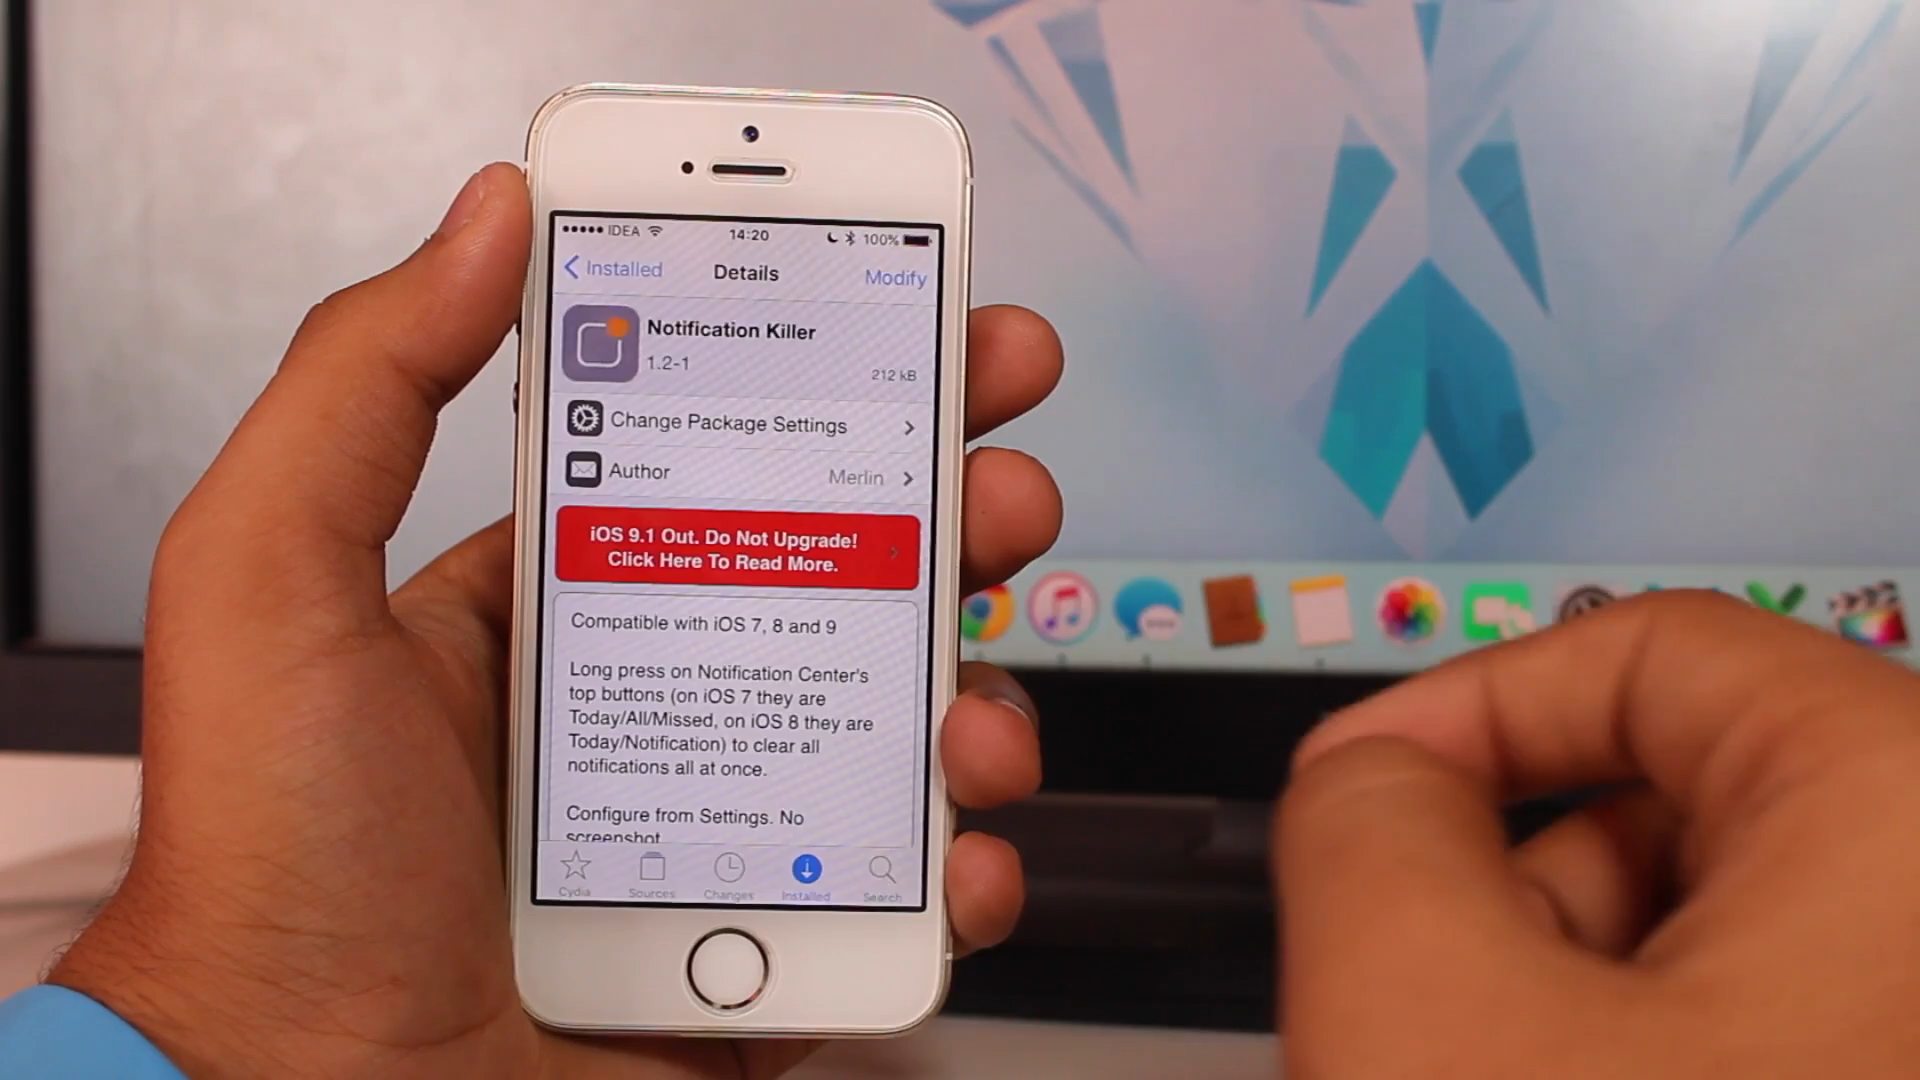 IDEA 14:20 100%
Installed Details Modify
Notification Killer
1.2-1
212 kB
Change Package Settings
Author Merlin
iOS 9.1 Out. Do Not Upgrade!
Click Here To Read More.
Compatible with iOS 7, 8 and 9
Long press on Notification Center's
top buttons (on iOS 7 they are
Today/All/Missed, on iOS 8 they are
Today/Notification) to clear all
notifications all at once.
Configure from Settings. No
screenshot
Cydia Sources Changes Installed Search